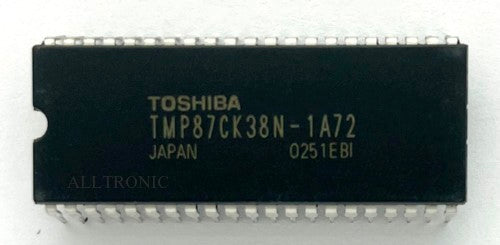 TOSHIBA
TMP87CK38N-1A72
JAPAN 0251EBI
ALLTRONIC